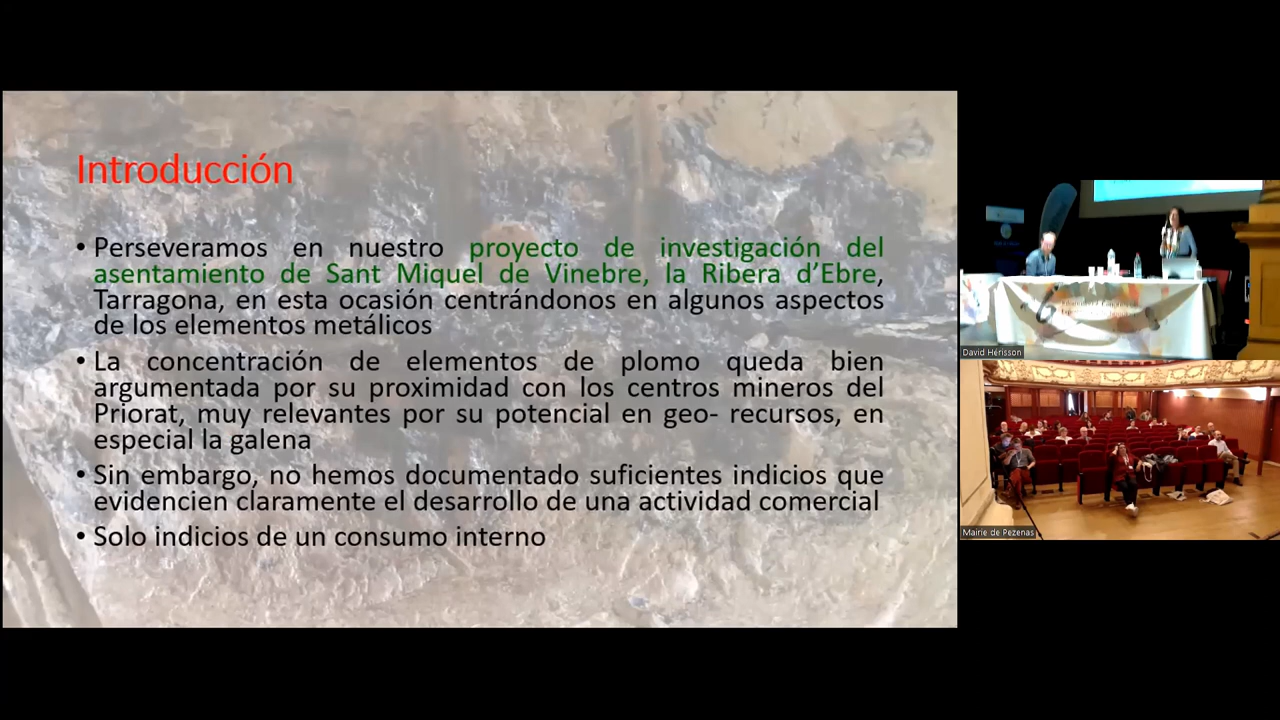 Introducción
• Perseveramos en nuestro proyecto de investigación del
asentamiento de Sant Miquel de Vinebre, la Ribera d’Ebre,
Tarragona, en esta ocasión centrándonos en algunos aspectos
de los elementos metálicos
• La concentración de elementos de plomo queda bien
argumentada por su proximidad con los centros mineros del
Priorat, muy relevantes por su potencial en geo- recursos, en
especial la galena
• Sin embargo, no hemos documentado suficientes indicios que
evidencien claramente el desarrollo de una actividad comercial
• Solo indicios de un consumo interno
David Hérisson
Mairie de Pezenas